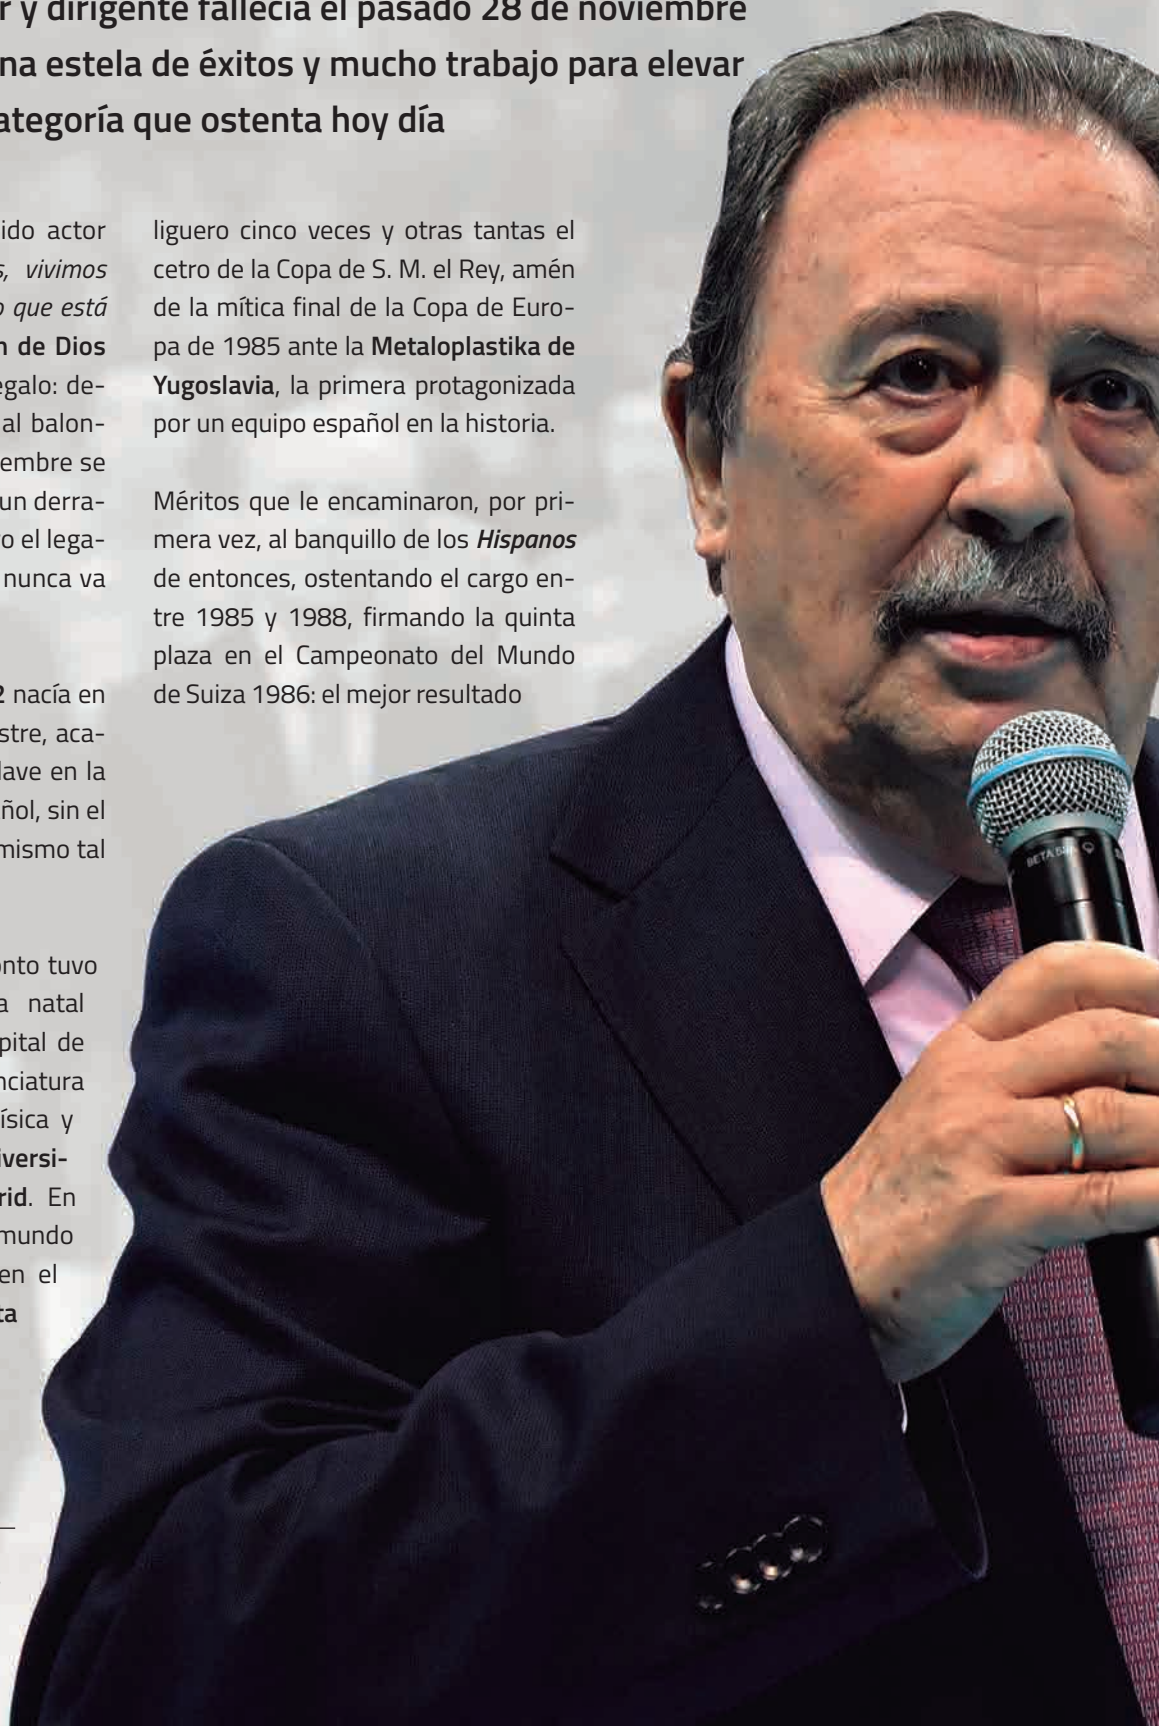 r y dirigente fallecía el pasado 28 de noviembre
na estela de éxitos y mucho trabajo para elevar
ategoría que ostenta hoy día
ido actor
s, vivimos
o que está
n de Dios
egalo: de-
al balon-
embre se
un derra-
o el lega-
nunca va
2 nacía en
stre, aca-
lave en la
ñol, sin el
mismo tal
onto tuvo
a natal
pital de
nciatura
ísica y
iversi-
rid. En
mundo
en el
ta
liguero cinco veces y otras tantas el
cetro de la Copa de S. M. el Rey, amén
de la mítica final de la Copa de Euro-
pa de 1985 ante la Metaloplastika de
Yugoslavia, la primera protagonizada
por un equipo español en la historia.
Méritos que le encaminaron, por pri-
mera vez, al banquillo de los Hispanos
de entonces, ostentando el cargo en-
tre 1985 y 1988, firmando la quinta
plaza en el Campeonato del Mundo
de Suiza 1986: el mejor resultado
BETA